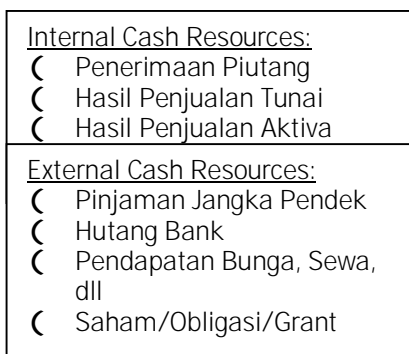 Internal Cash Resources:
( Penerimaan Piutang
( Hasil Penjualan Tunai
( Hasil Penjualan Aktiva
External Cash Resources:
( Pinjaman Jangka Pendek
( Hutang Bank
( Pendapatan Bunga, Sewa,
dll
( Saham/Obligasi/Grant